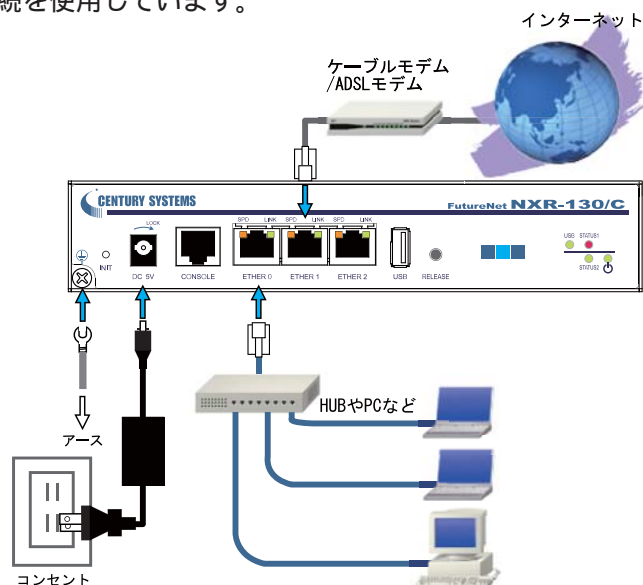 続を使用しています。
インターネット
ケーブルモデム
/ADSLモデム
CENTURY SYSTEMS
FutureNet NXR-130/C
LOCK
SPD LINK SPD LINK SPD LINK
USB STATUS1
INIT
DC 5V
CONSOLE
ETHER 0
ETHER 1
ETHER 2
USB
RELEASE
STATUS2
HUBやPCなど
アース
コンセント